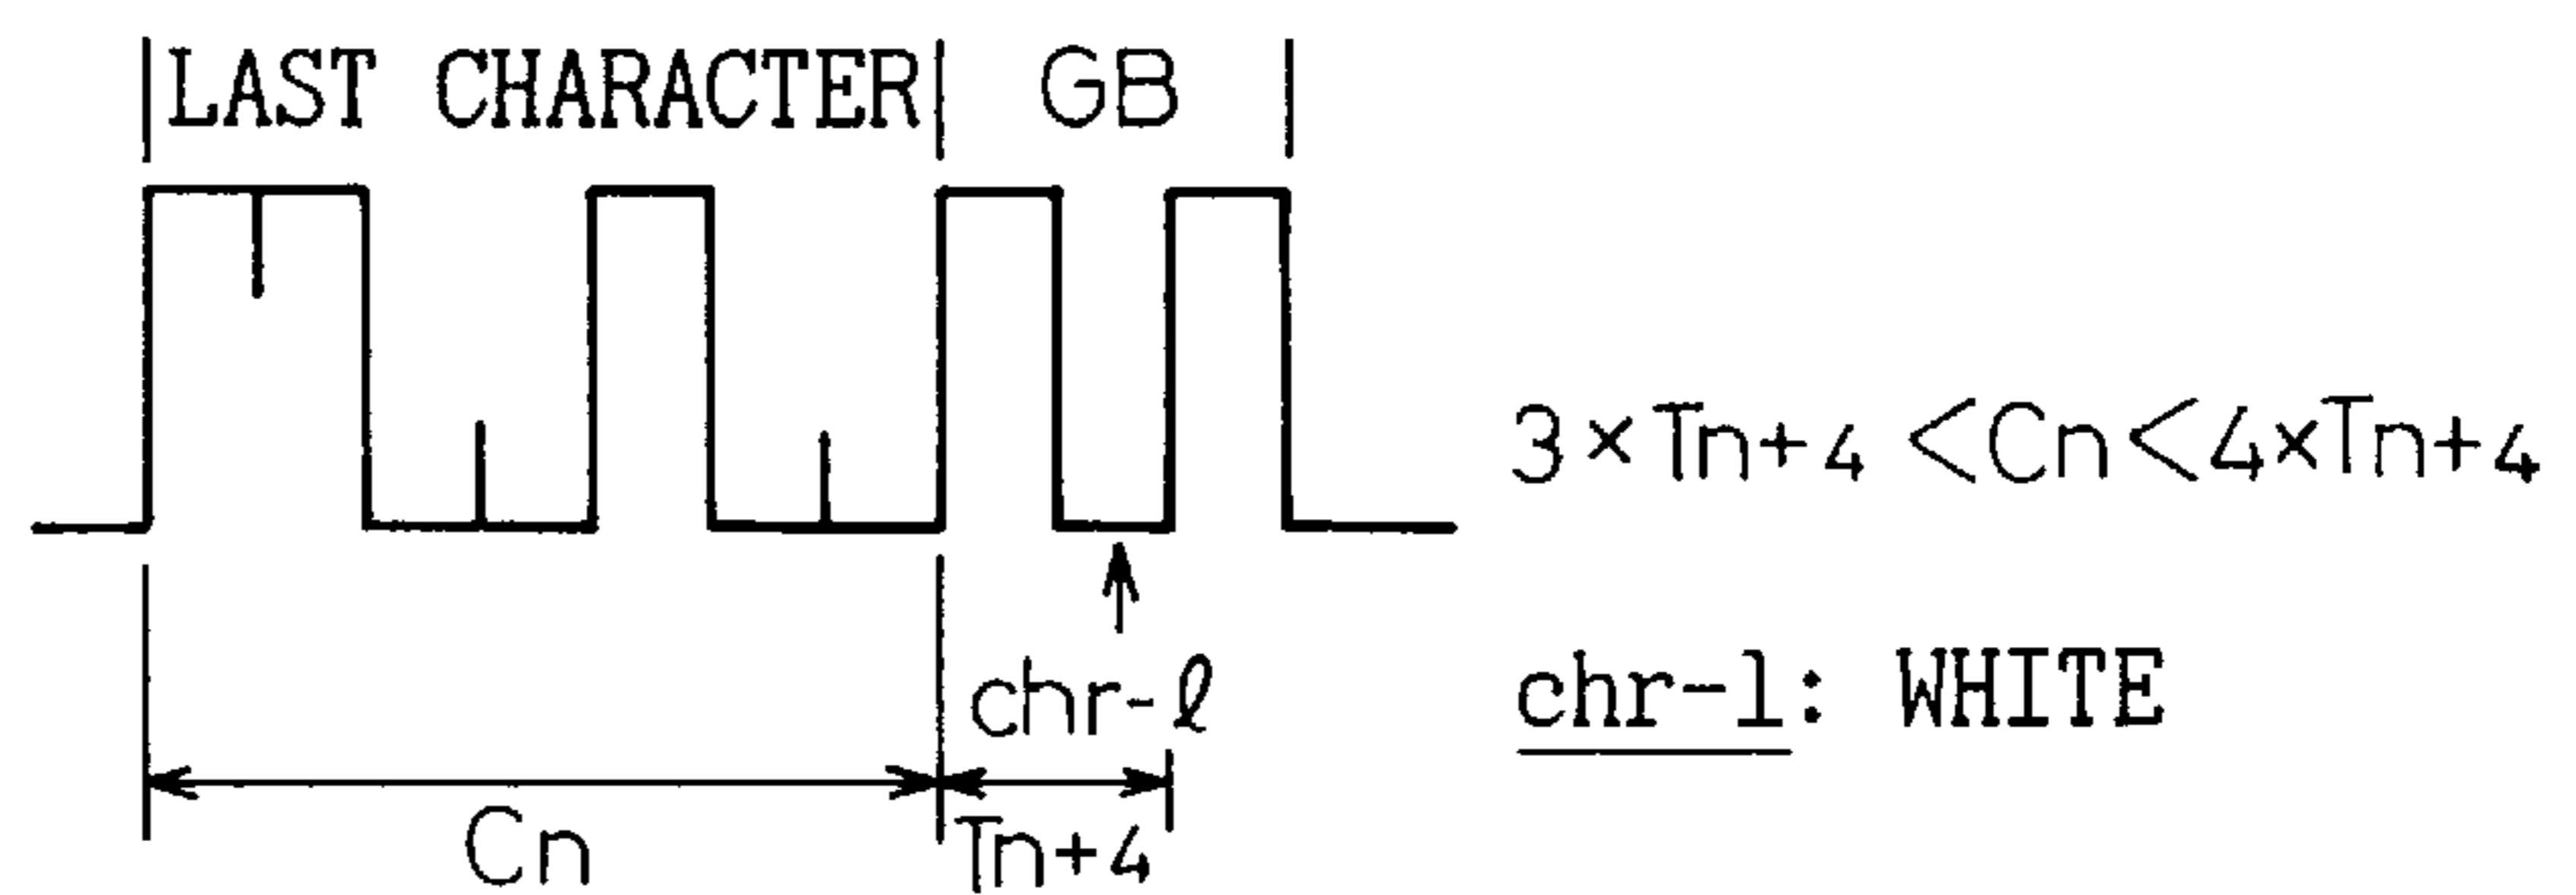 LAST CHARACTER GB
3×Tn+4 <Cn<4×Tn+4
chr-ℓ
chr-1: WHITE
Cn
Tn+4